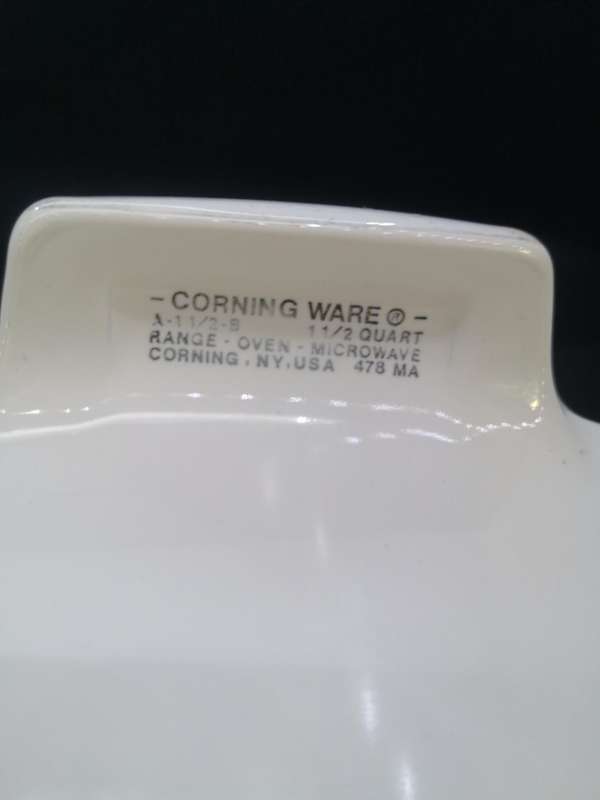 - CORNING WARE ® -
A-1 1/2-B 1 1/2 QUART
RANGE - OVEN - MICROWAVE
CORNING, NY, USA 478 MA